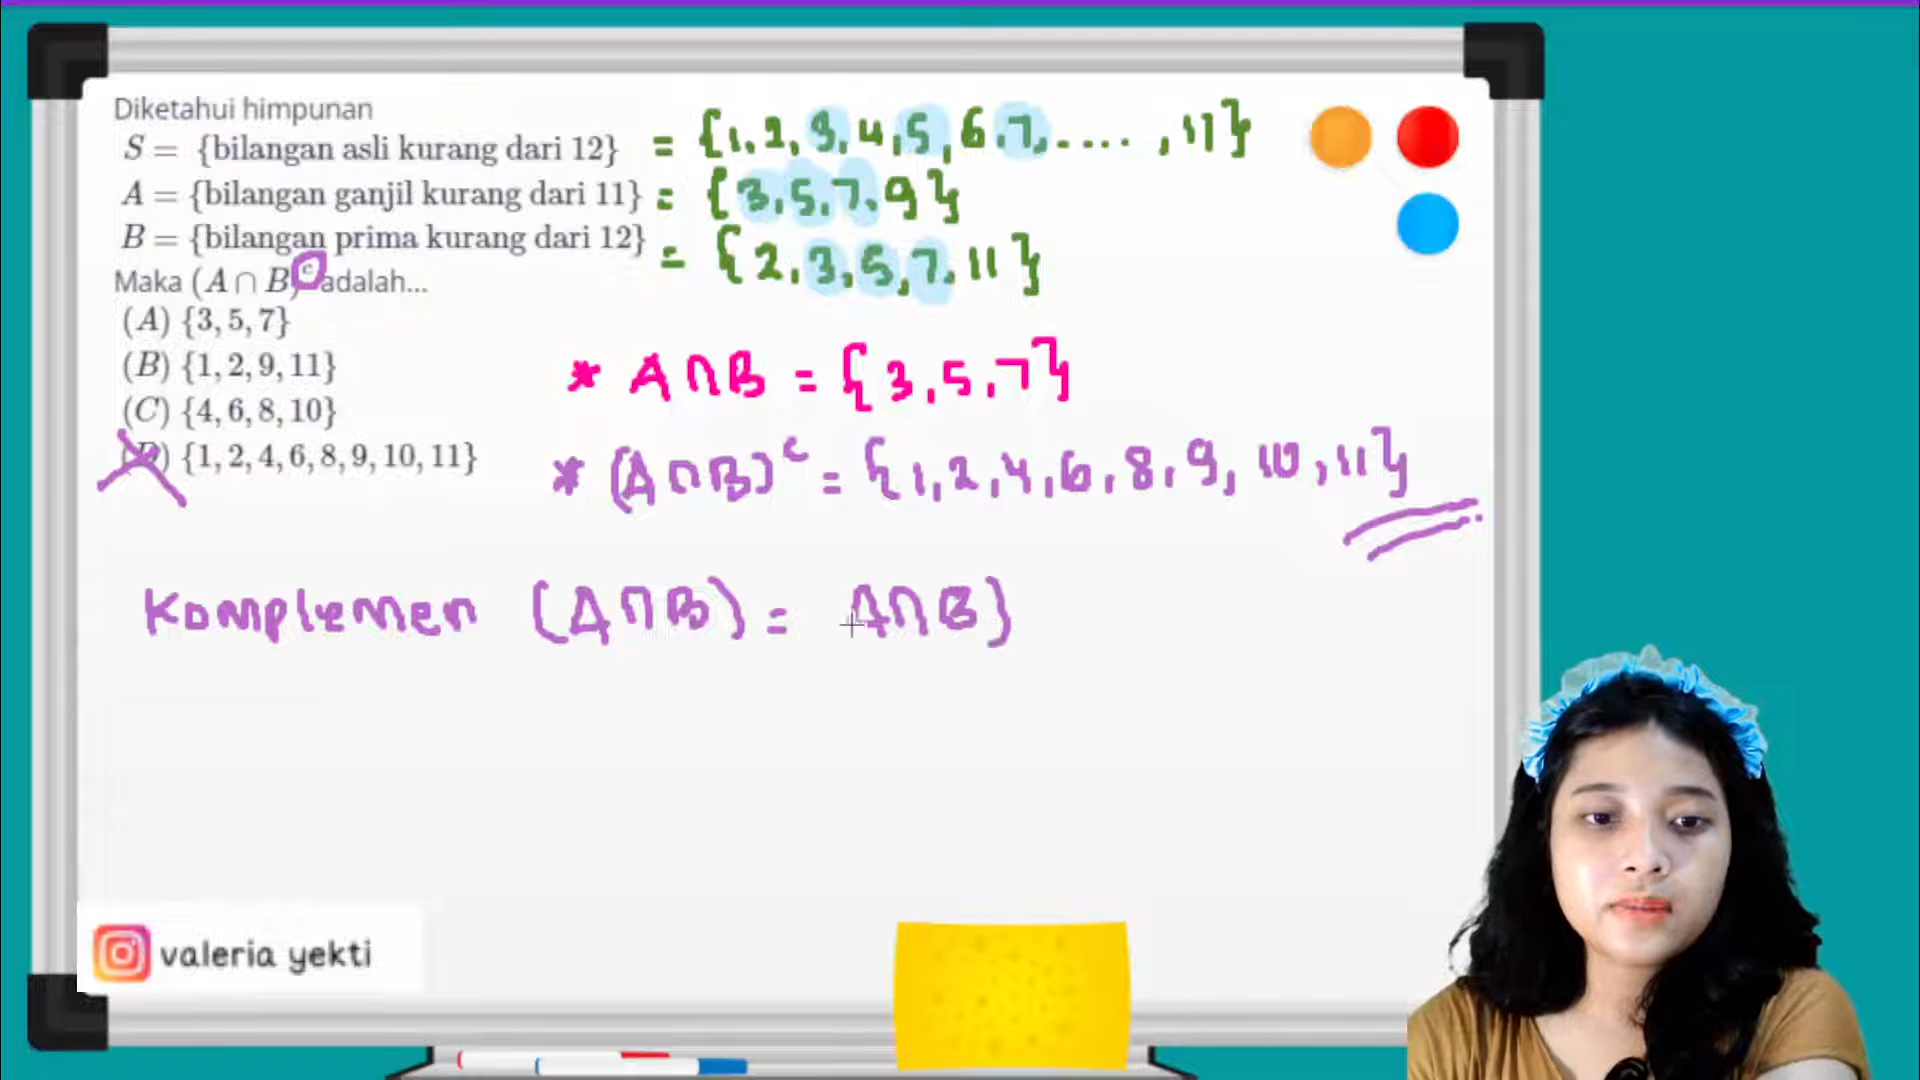 Diketahui himpunan
S = {bilangan asli kurang dari 12} = {1, 2, 3, 4, 5, 6, 7, .... , 11}
A = {bilangan ganjil kurang dari 11} = {3, 5, 7, 9}
B = {bilangan prima kurang dari 12} = {2, 3, 5, 7, 11}
Maka (A ∩ B)ᶜ adalah...
(A) {3, 5, 7}
(B) {1, 2, 9, 11}
(C) {4, 6, 8, 10}
(D) {1, 2, 4, 6, 8, 9, 10, 11}
* A∩B = {3, 5, 7}
* (A∩B)ᶜ = {1, 2, 4, 6, 8, 9, 10, 11}
Komplemen (A∩B) = A∩B)
valeria yekti